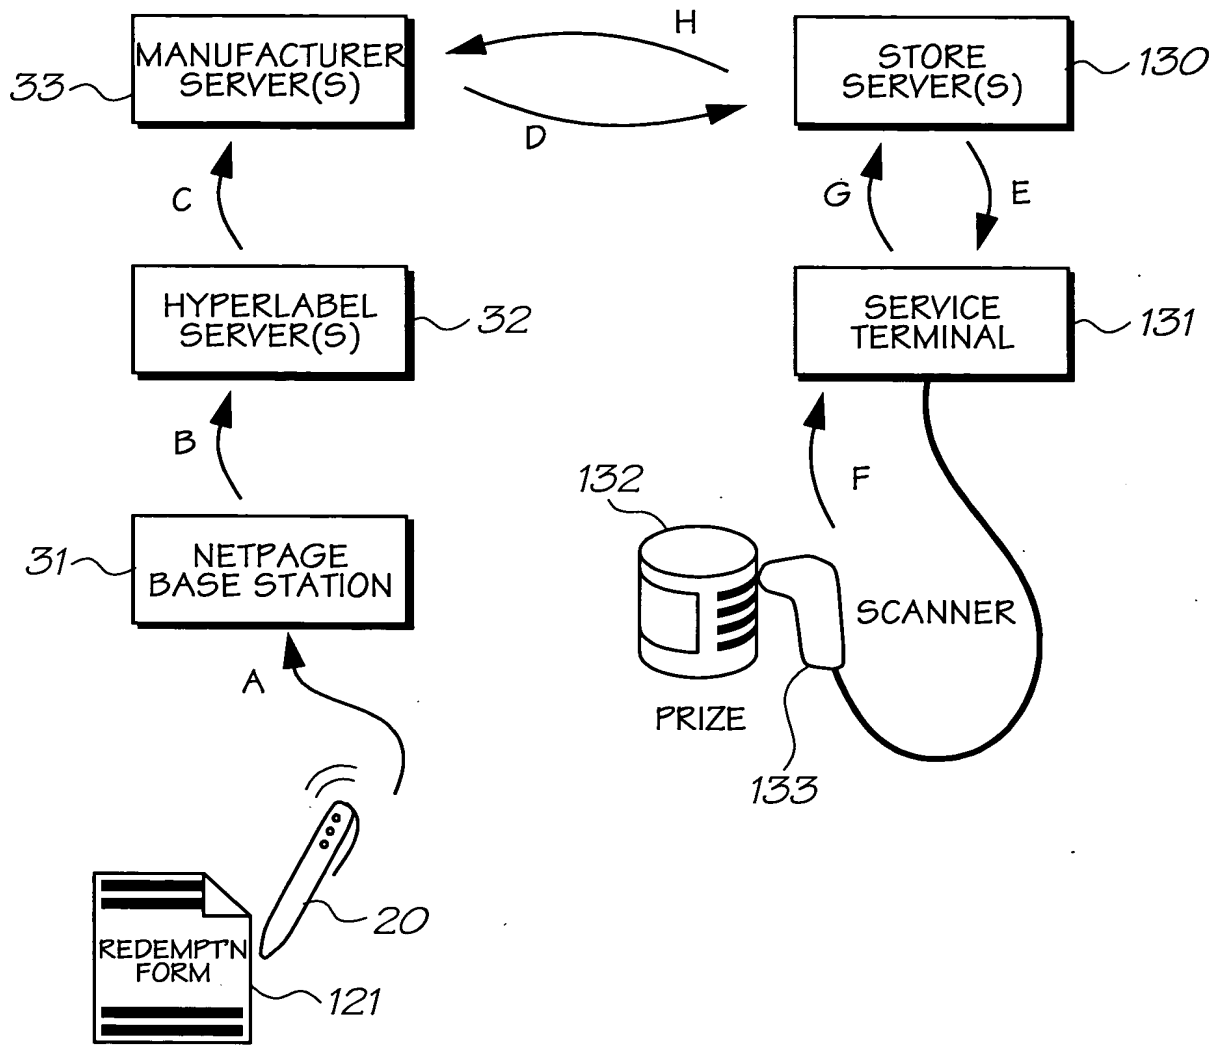 H
MANUFACTURER
SERVER(S)
33
STORE
SERVER(S)
130
D
C
G
E
HYPERLABEL
SERVER(S)
32
SERVICE
TERMINAL
131
B
132
F
31
NETPAGE
BASE STATION
SCANNER
A
PRIZE
133
20
REDEMPT'N
FORM
121